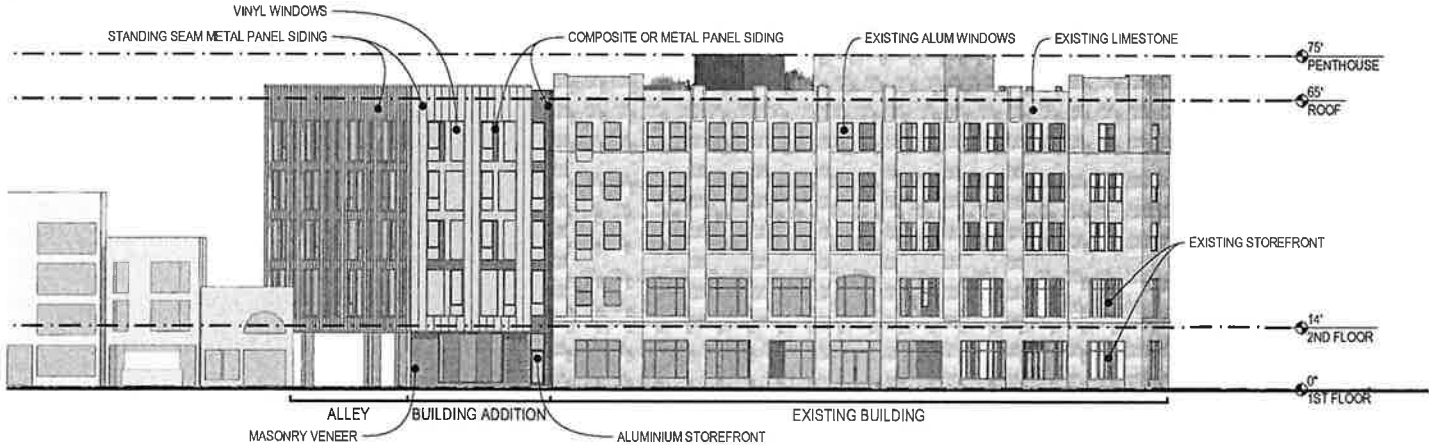 VINYL WINDOWS
STANDING SEAM METAL PANEL SIDING
COMPOSITE OR METAL PANEL SIDING
EXISTING ALUM WINDOWS
EXISTING LIMESTONE
75'
PENTHOUSE
65'
ROOF
EXISTING STOREFRONT
14'
2ND FLOOR
0"
1ST FLOOR
ALLEY
BUILDING ADDITION
EXISTING BUILDING
MASONRY VENEER
ALUMINIUM STOREFRONT